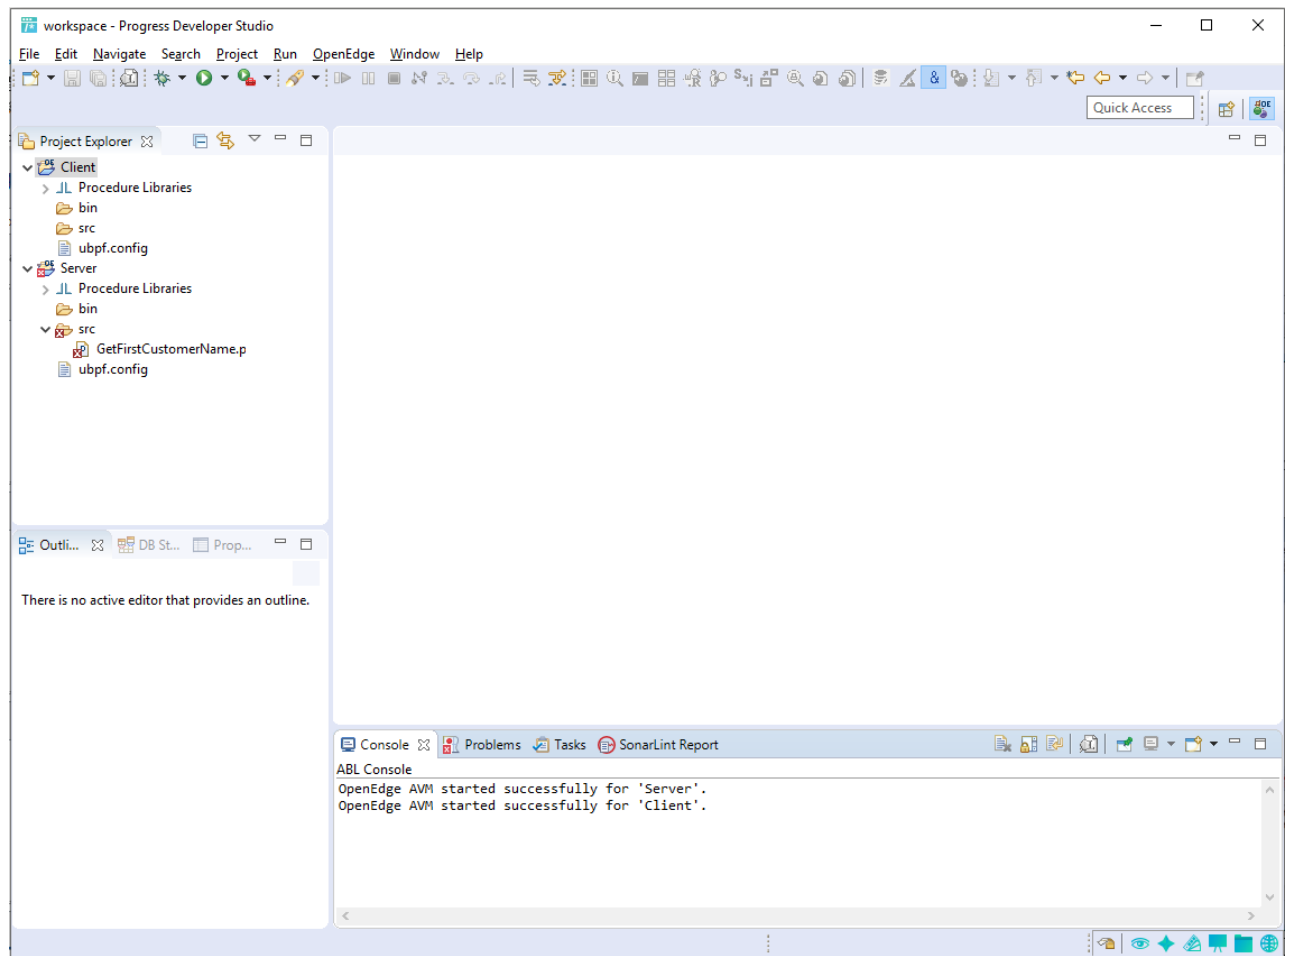 workspace - Progress Developer Studio
File Edit Navigate Search Project Run OpenEdge Window Help
Quick Access
Project Explorer
Client
Procedure Libraries
bin
src
ubpf.config
Server
Procedure Libraries
bin
src
GetFirstCustomerName.p
ubpf.config
Outli... DB St... Prop...
There is no active editor that provides an outline.
Console Problems Tasks SonarLint Report
ABL Console
OpenEdge AVM started successfully for 'Server'.
OpenEdge AVM started successfully for 'Client'.